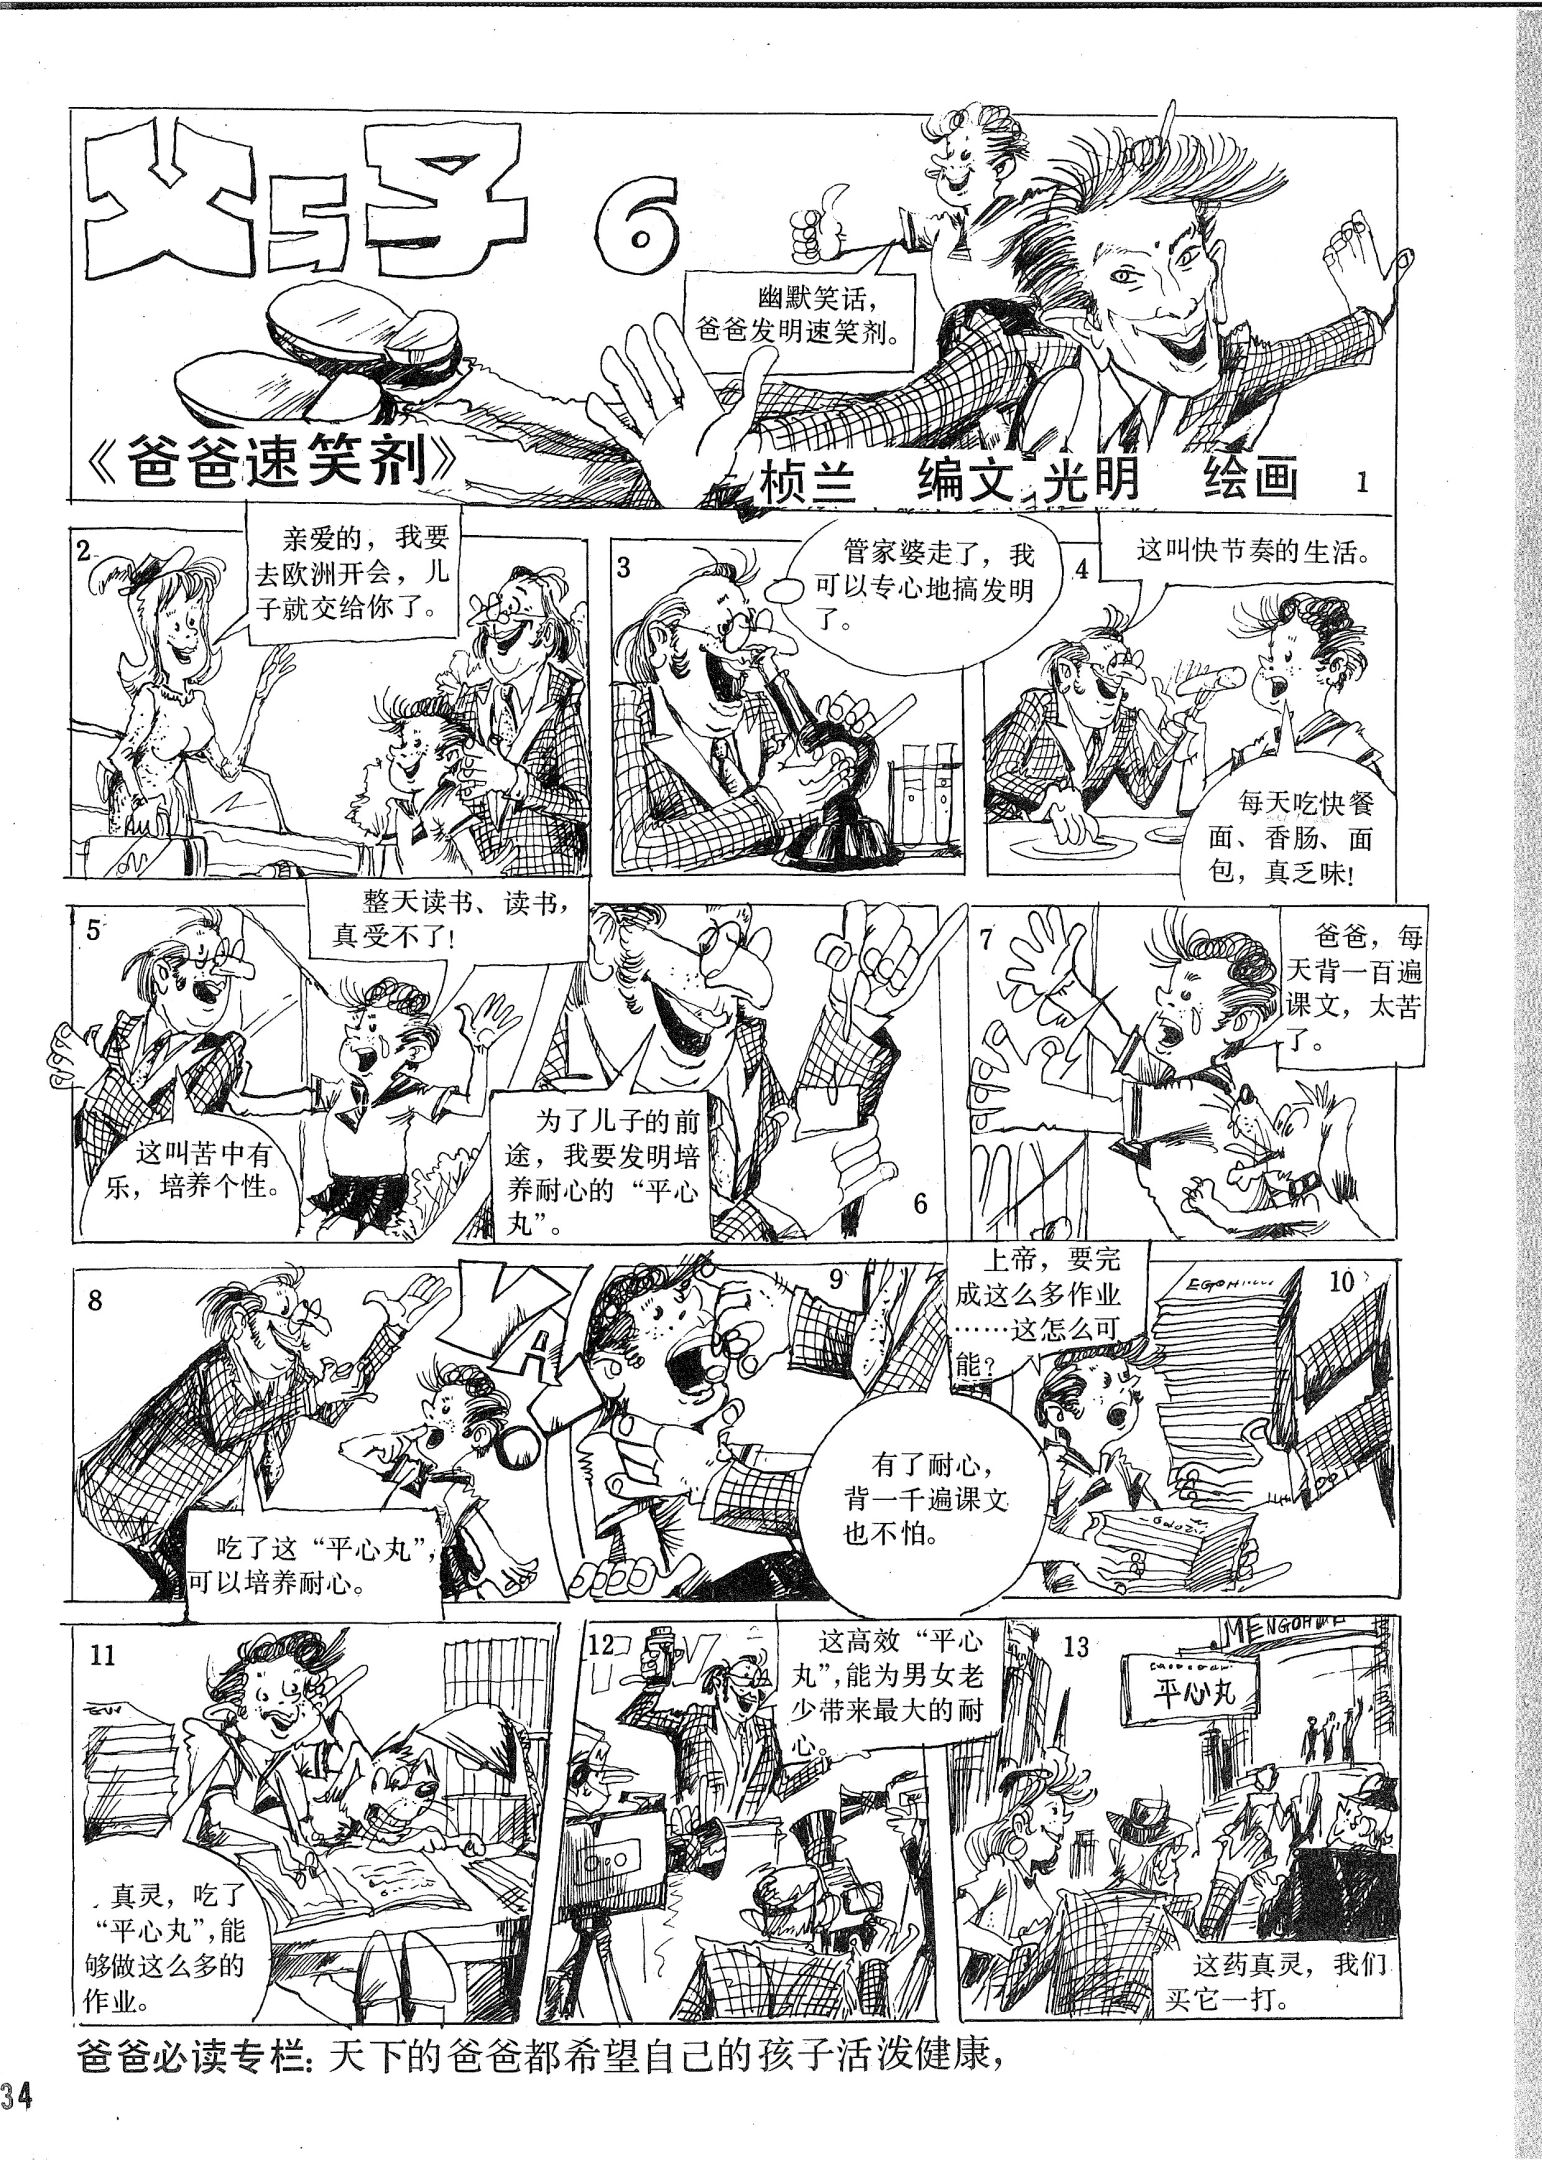 父与子 6
幽默笑话，
爸爸发明速笑剂。
《爸爸速笑剂》
桢兰 编文 光明 绘画 1
2
亲爱的，我要
去欧洲开会，儿
子就交给你了。
3
管家婆走了，我
可以专心地搞发明
了。
4
这叫快节奏的生活。
每天吃快餐
面、香肠、面
包，真乏味！
5
整天读书、读书，
真受不了！
这叫苦中有
乐，培养个性。
为了儿子的前
途，我要发明培
养耐心的“平心
丸”。
6
7
爸爸，每
天背一百遍
课文，太苦
了。
8
吃了这“平心丸”，
可以培养耐心。
9
有了耐心，
背一千遍课文
也不怕。
上帝，要完
成这么多作业
……这怎么可
能？
10
11
真灵，吃了
“平心丸”，能
够做这么多的
作业。
12
这高效“平心
丸”，能为男女老
少带来最大的耐
心。
13
平心丸
这药真灵，我们
买它一打。
爸爸必读专栏：天下的爸爸都希望自己的孩子活泼健康，
34